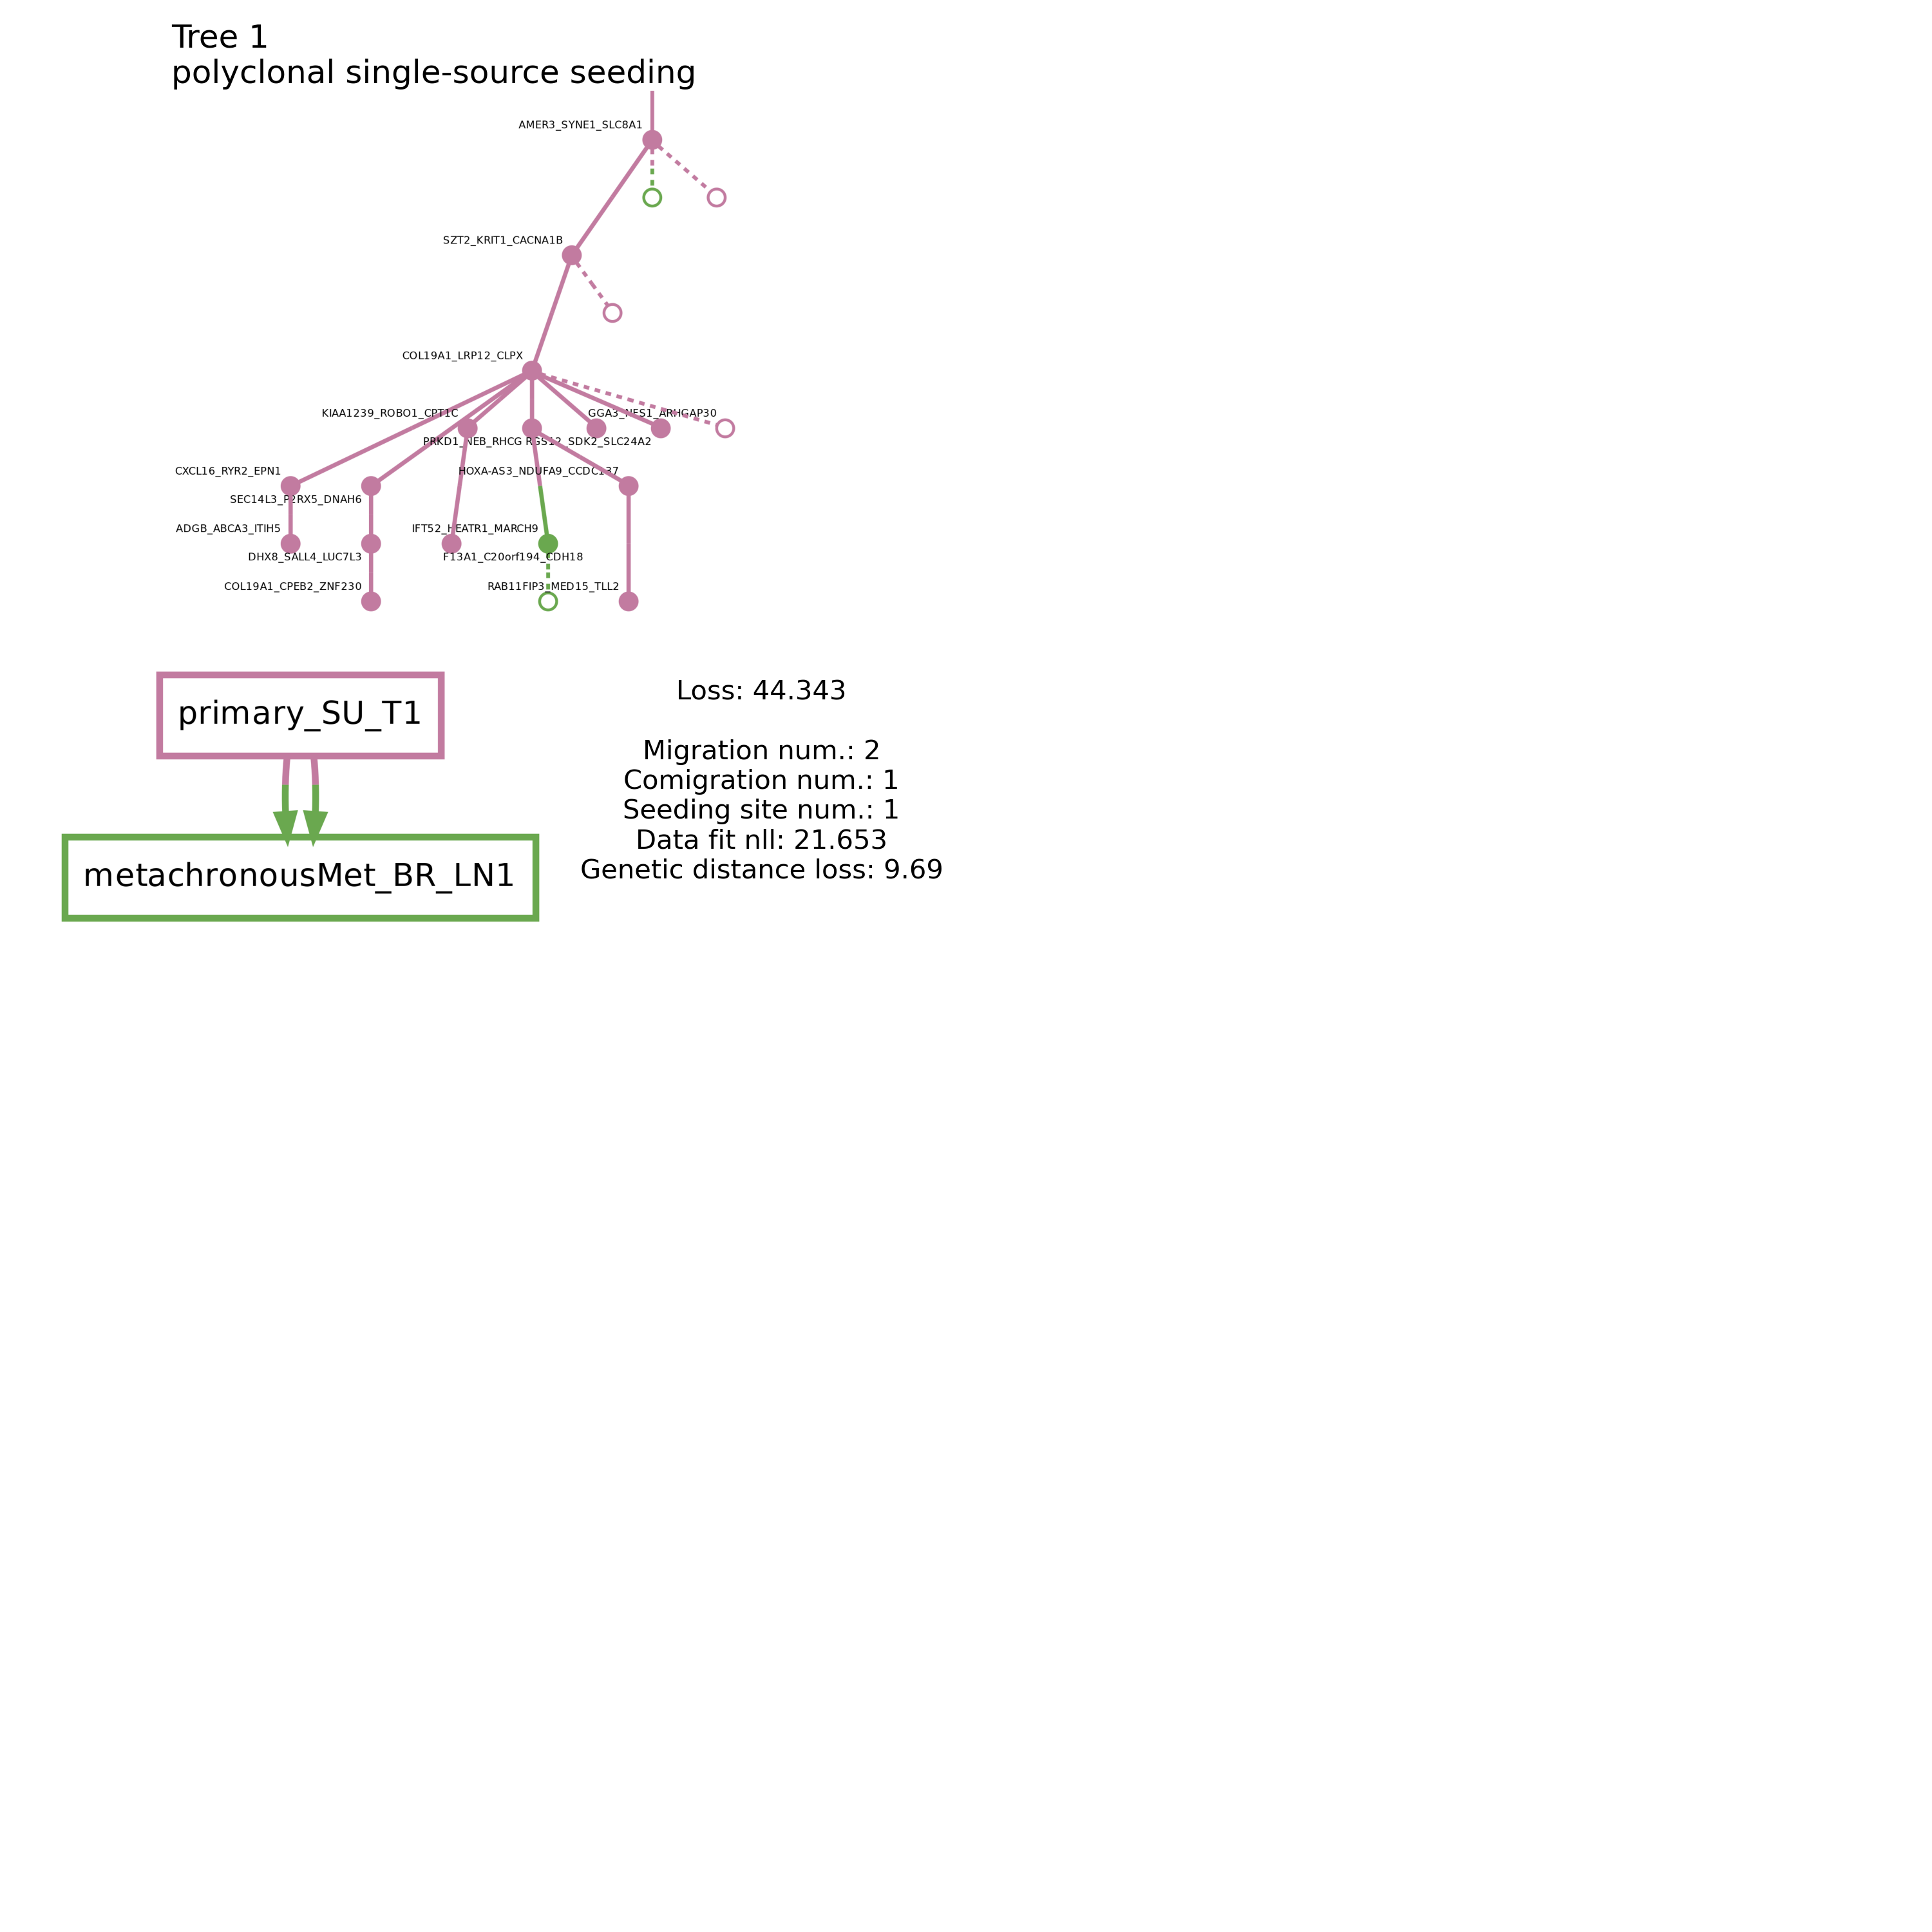 Tree 1
polyclonal single-source seeding
AMER3_SYNE1_SLC8A1
SZT2_KRIT1_CACNA1B
COL19A1_LRP12_CLPX
KIAA1239_ROBO1_CPT1C
GGA3_NES1_ARHGAP30
PRKD1_NEB_RHCG
RGS12_SDK2_SLC24A2
CXCL16_RYR2_EPN1
HOXA-AS3_NDUFA9_CCDC137
SEC14L3_P2RX5_DNAH6
ADGB_ABCA3_ITIH5
IFT52_HEATR1_MARCH9
DHX8_SALL4_LUC7L3
F13A1_C20orf194_CDH18
COL19A1_CPEB2_ZNF230
RAB11FIP3_MED15_TLL2
primary_SU_T1
metachronousMet_BR_LN1
Loss: 44.343
Migration num.: 2
Comigration num.: 1
Seeding site num.: 1
Data fit nll: 21.653
Genetic distance loss: 9.69